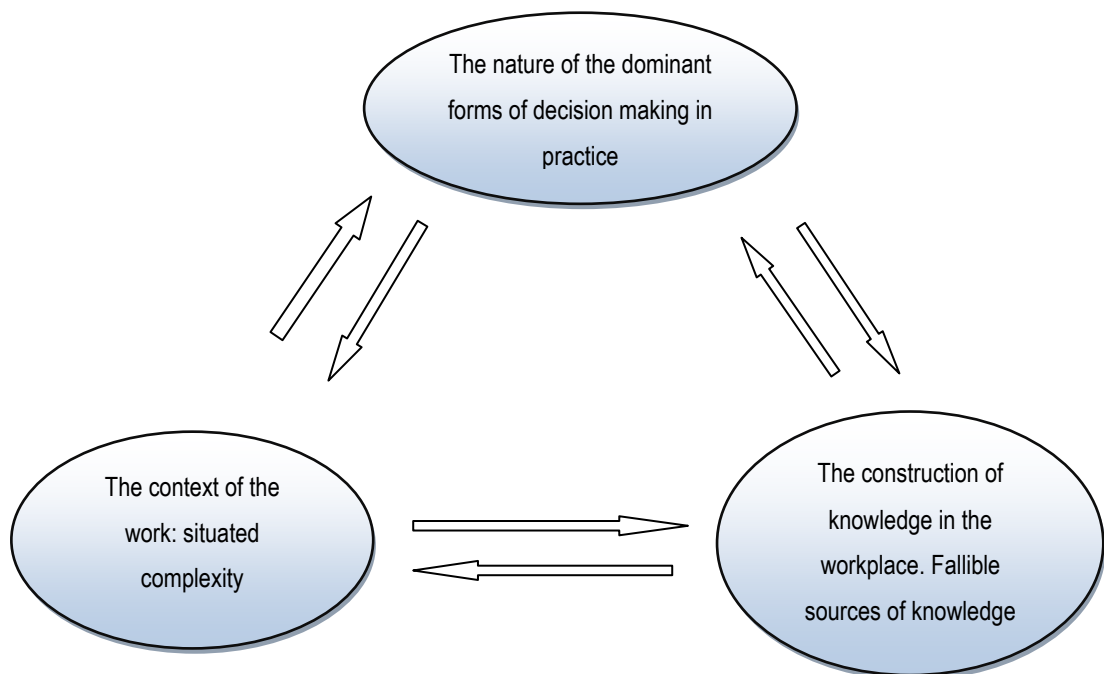 The nature of the dominant
forms of decision making in
practice
The context of the
work: situated
complexity
The construction of
knowledge in the
workplace. Fallible
sources of knowledge